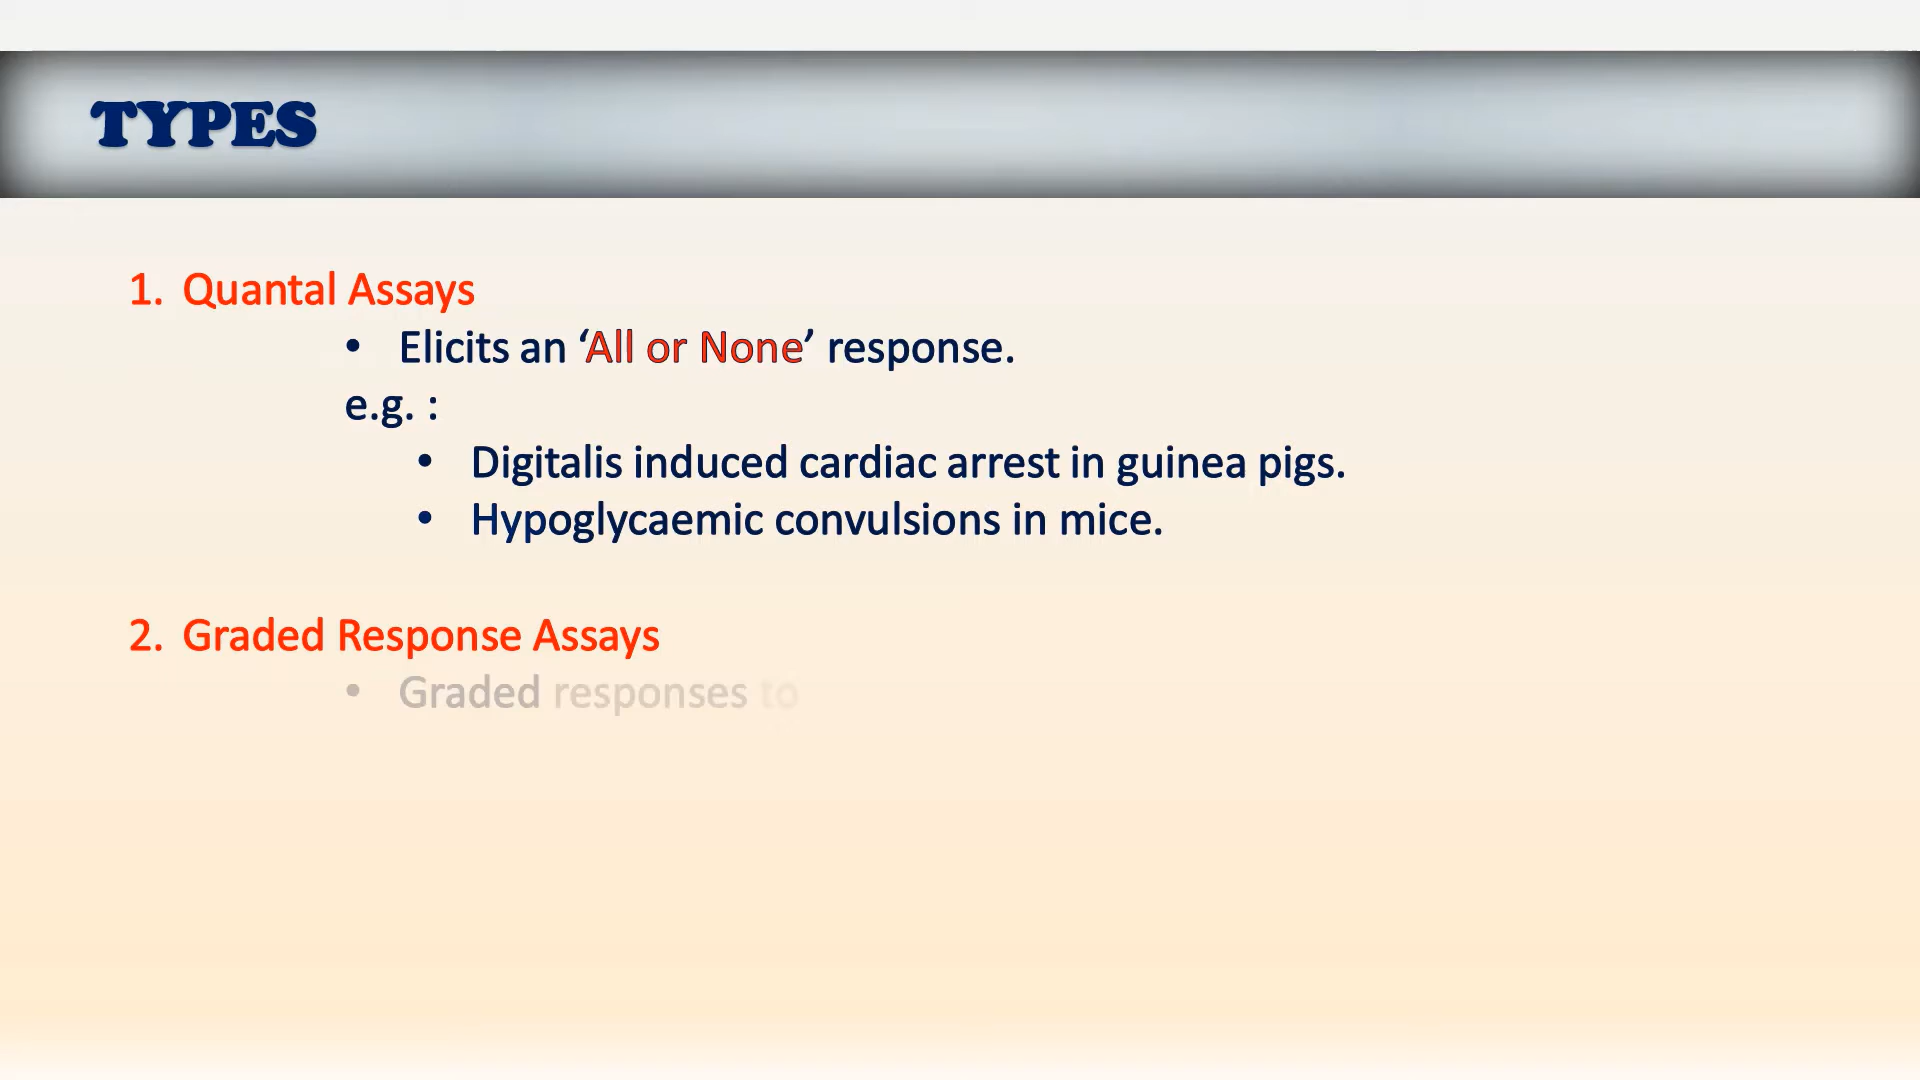 TYPES
1. Quantal Assays
• Elicits an ‘All or None’ response.
e.g. :
• Digitalis induced cardiac arrest in guinea pigs.
• Hypoglycaemic convulsions in mice.
2. Graded Response Assays
• Graded responses to